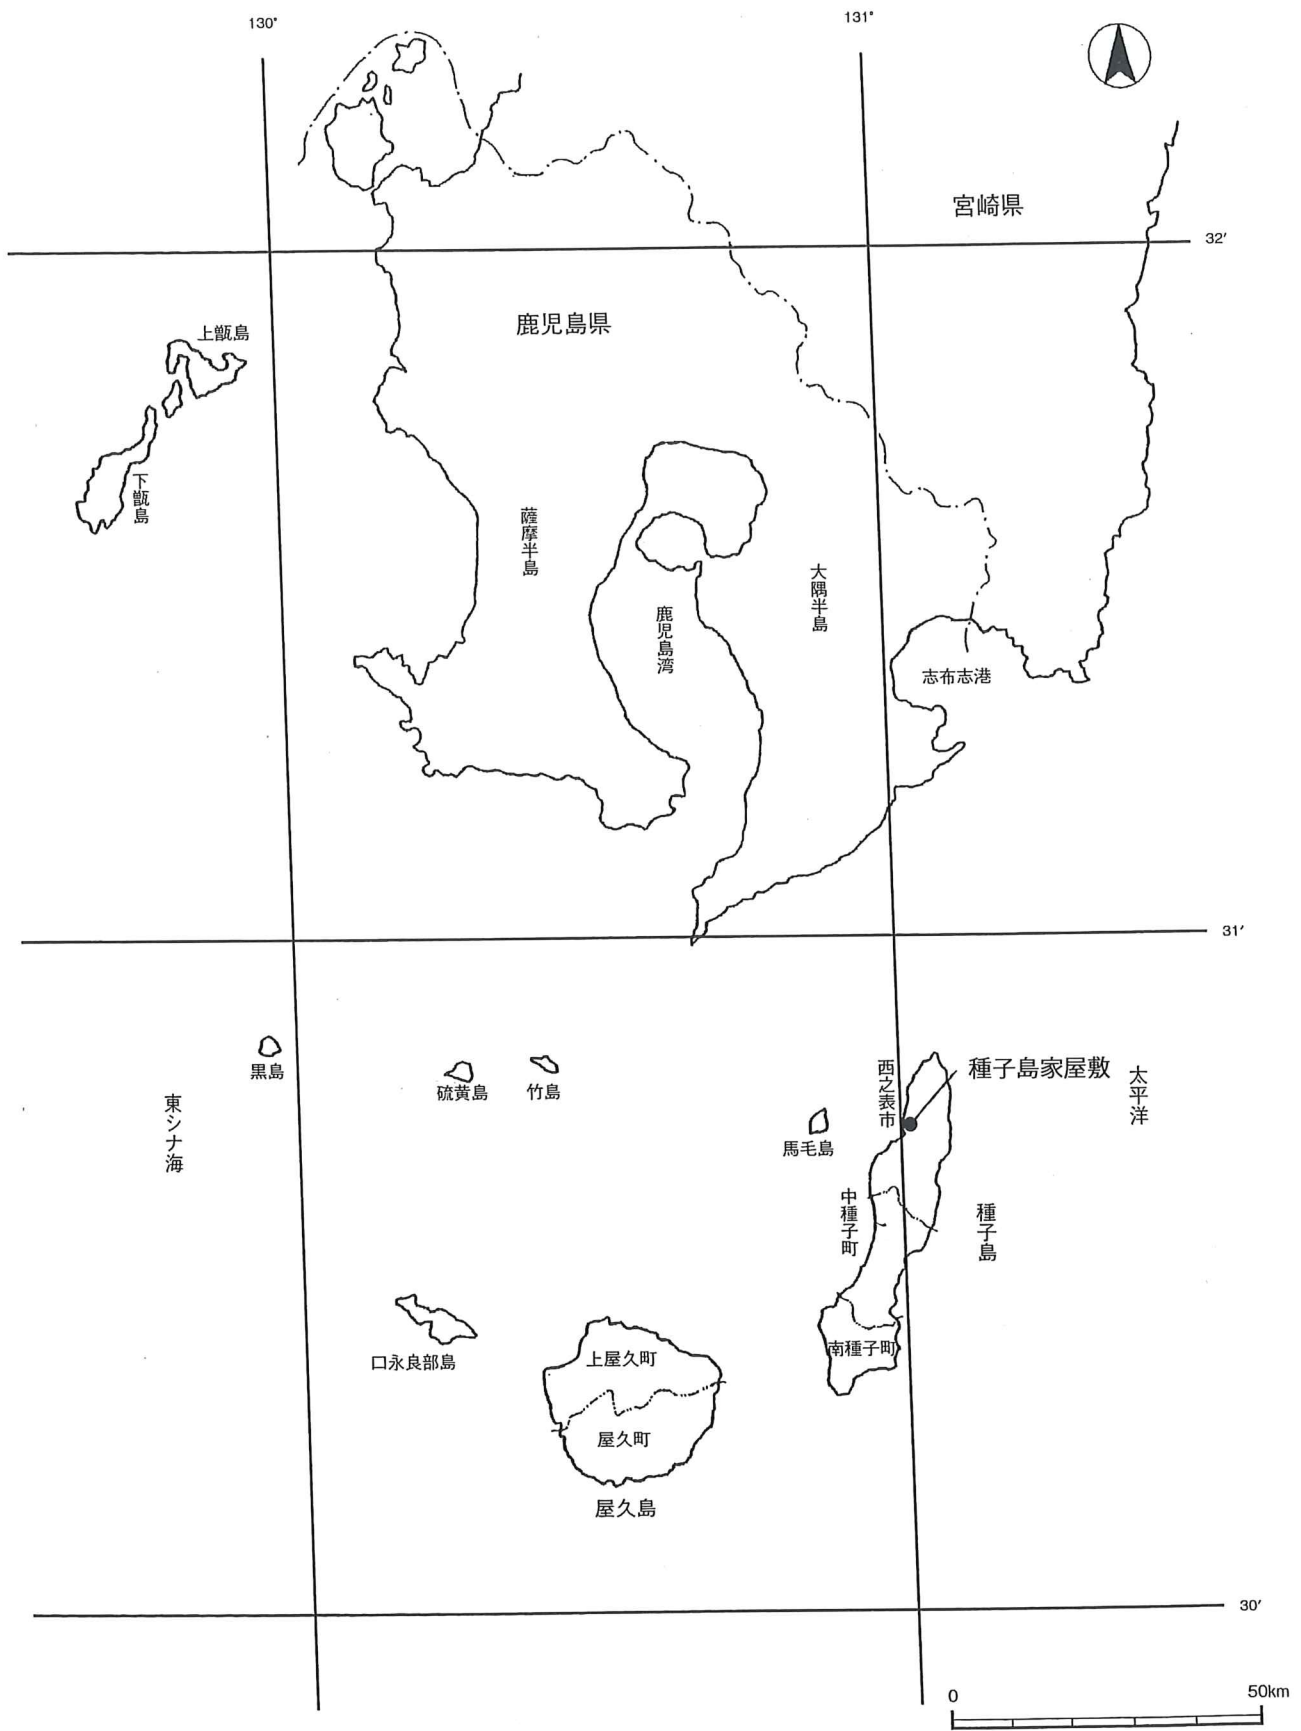 130°
131°
宮崎県
32′
鹿児島県
上甑島
下甑島
薩摩半島
大隅半島
鹿児島湾
志布志港
31′
黒島
硫黄島
竹島
西之表市
種子島家屋敷
太平洋
東シナ海
馬毛島
中種子町
種子島
口永良部島
上屋久町
南種子町
屋久町
屋久島
30′
0
50km